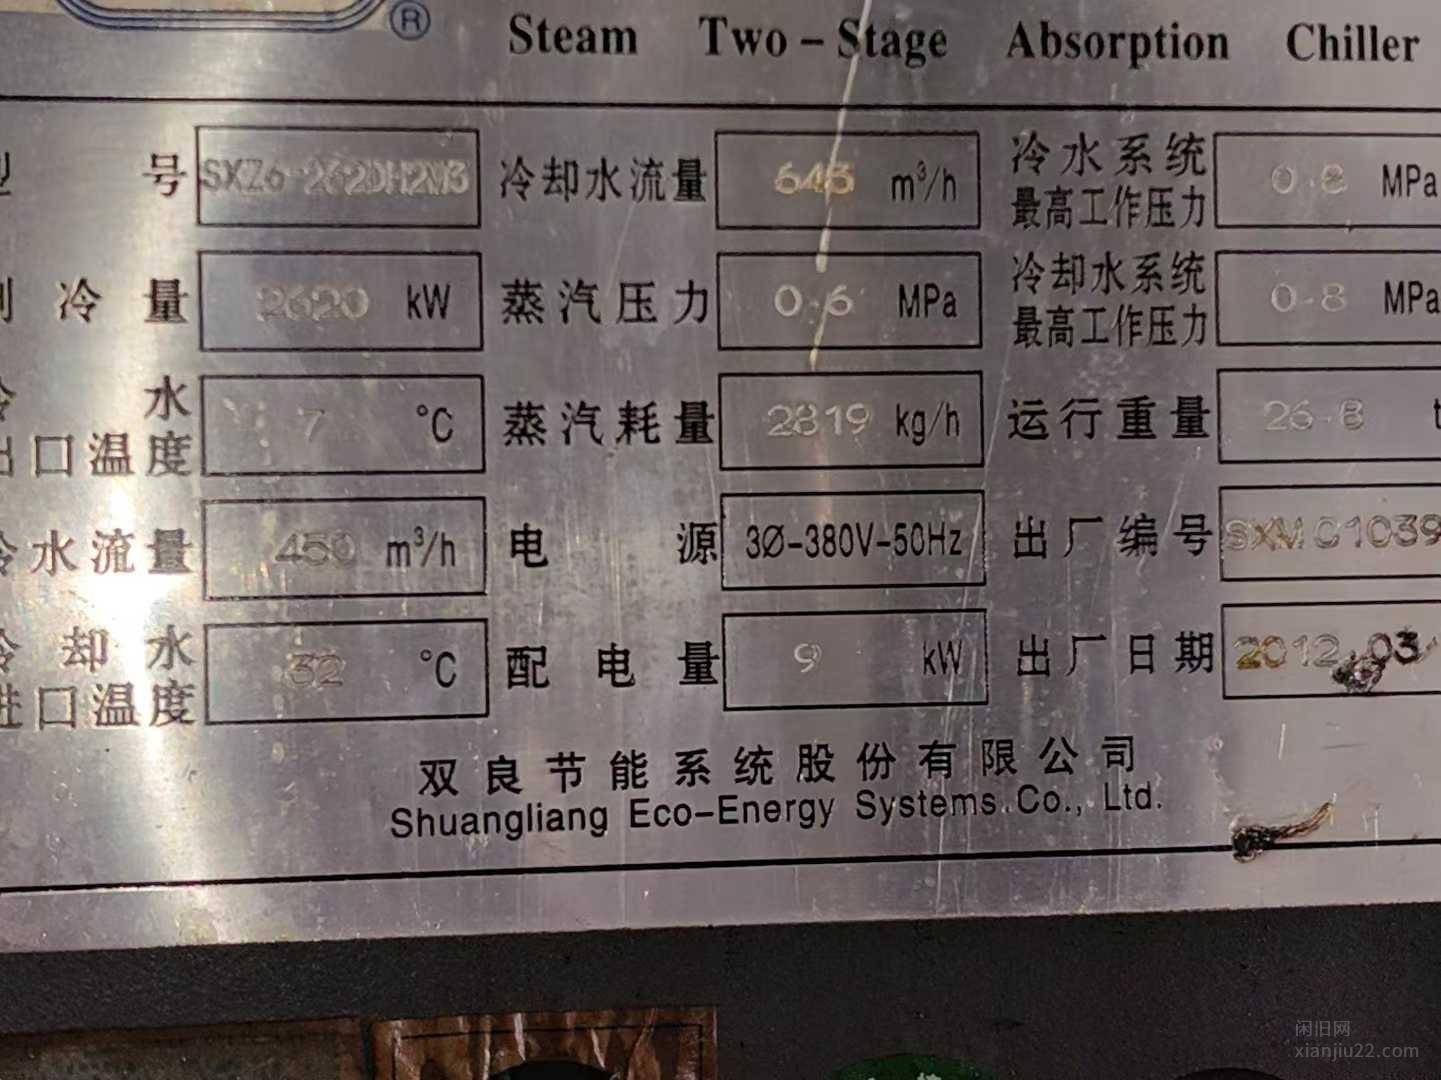 ®
Steam Two-Stage Absorption Chiller
号 SXZ6-262DH2M3 冷却水流量 645 m³/h 冷水系统最高工作压力 0.8 MPa
冷量 2620 kW 蒸汽压力 0.6 MPa 冷却水系统最高工作压力 0.8 MPa
水出口温度 7 °C 蒸汽耗量 2819 kg/h 运行重量 26.8 t
冷水流量 450 m³/h 电源 3Ø-380V-50Hz 出厂编号
冷却水进口温度 32 °C 配电量 9 kW 出厂日期 2012.03
双良节能系统股份有限公司
Shuangliang Eco-Energy Systems Co., Ltd.
闲旧网
xianjiu22.com